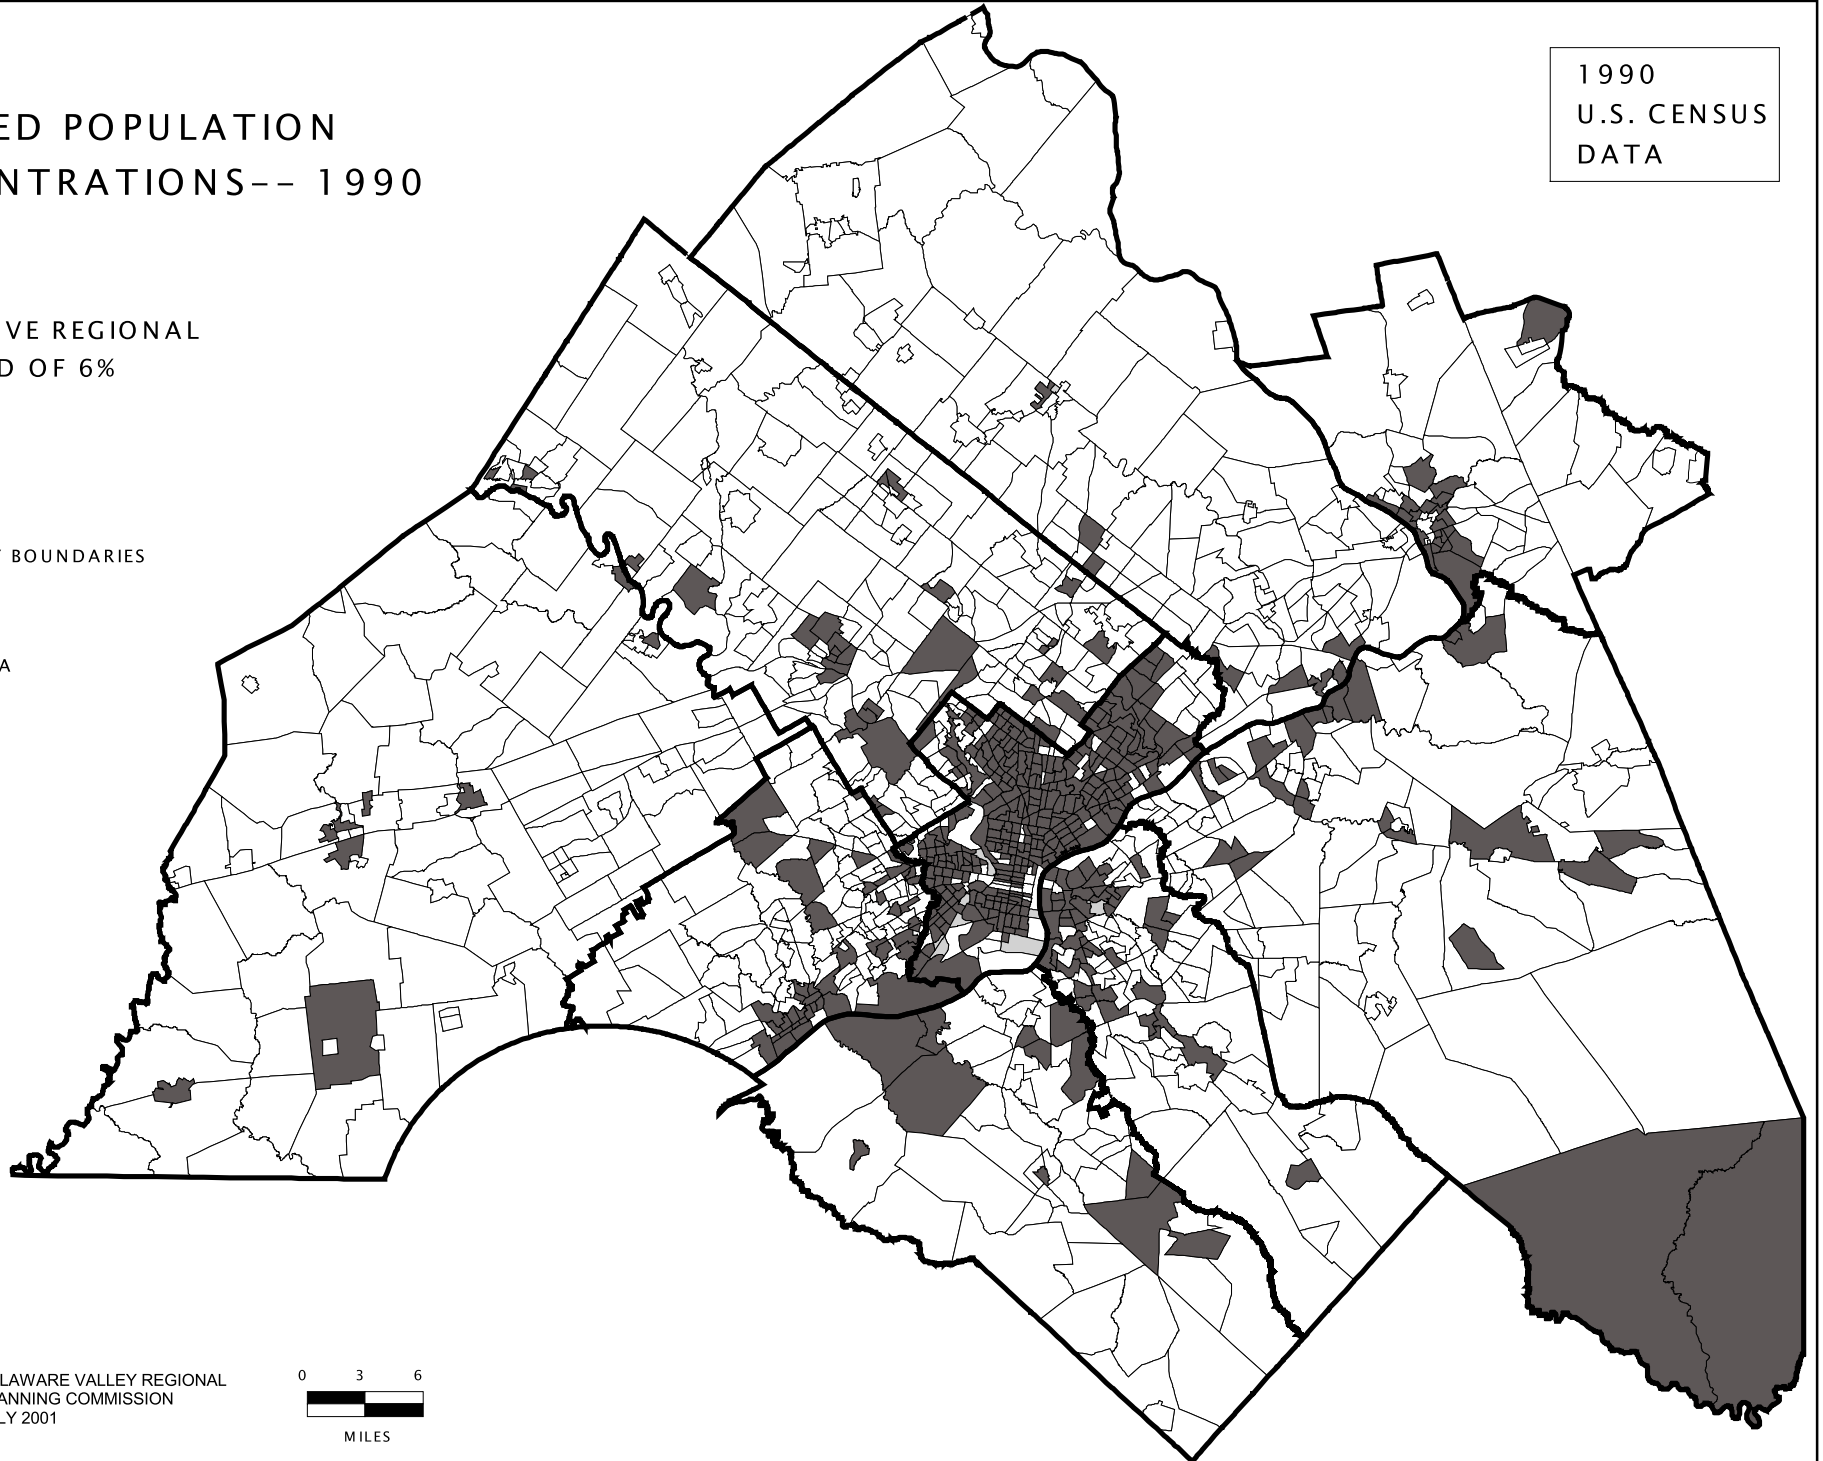 ED POPULATION
NTRATIONS-- 1990
1990
U.S. CENSUS
DATA
VE REGIONAL
D OF 6%
BOUNDARIES
A
LAWARE VALLEY REGIONAL
ANNING COMMISSION
LY 2001
0 3 6
MILES